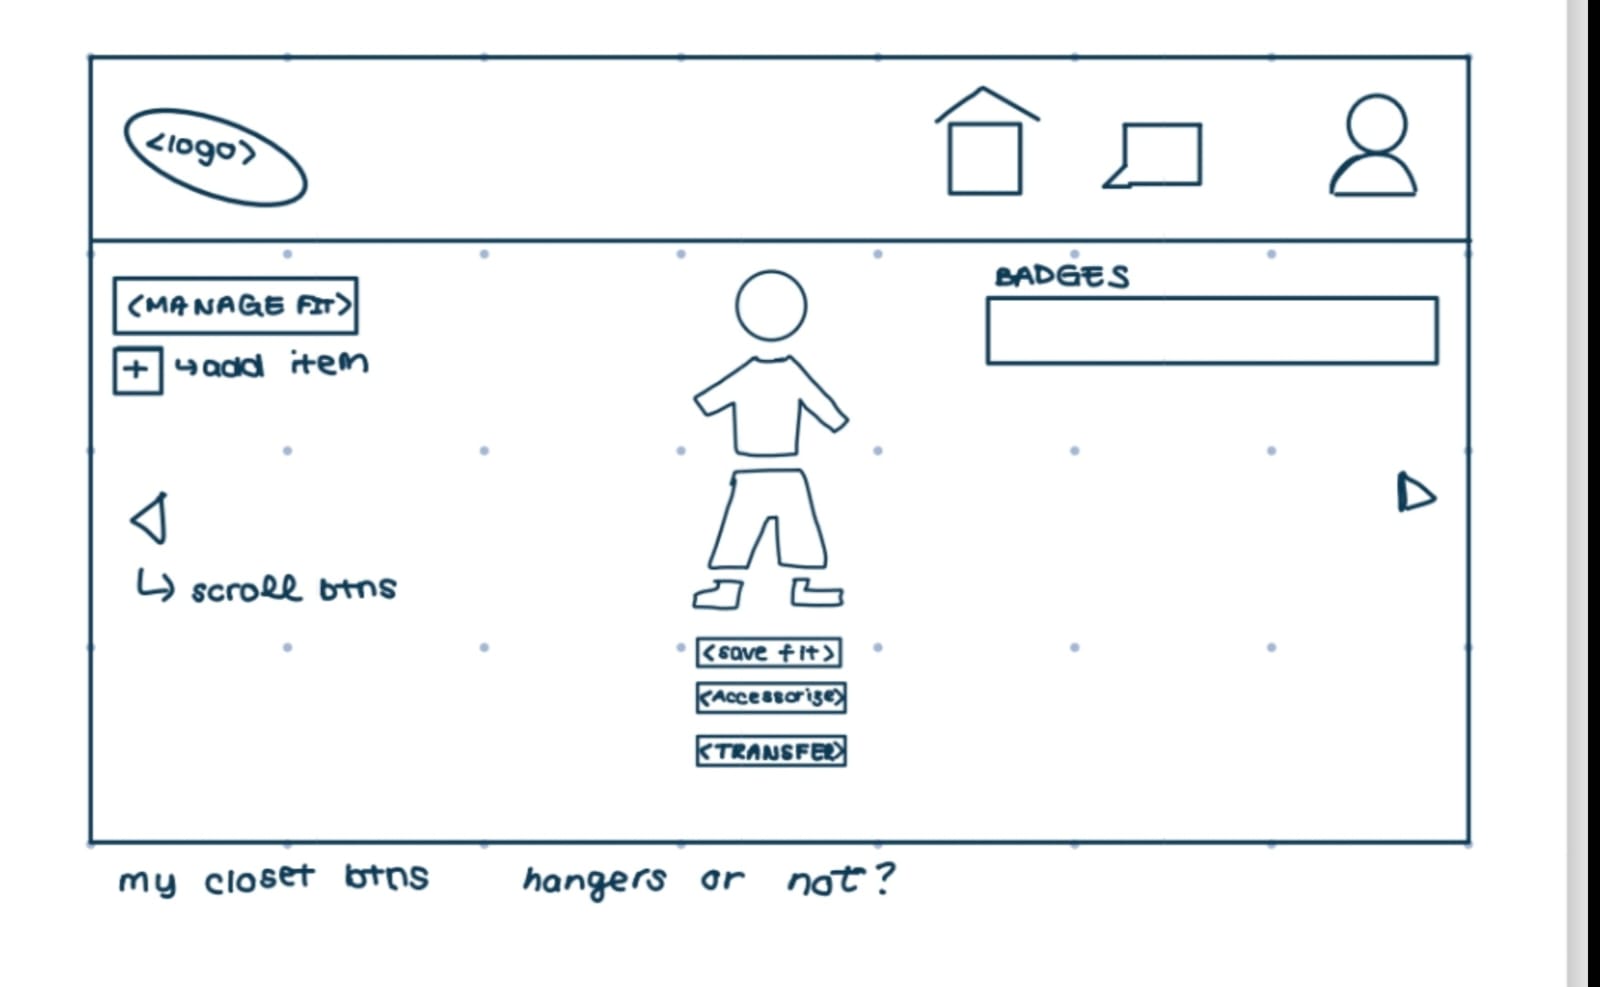 <logo>
BADGES
<MANAGE FIT>
+ ↳ add item
↳ scroll btns
<save fit>
<Accessorize>
<TRANSFER>
my closet btns hangers or not?